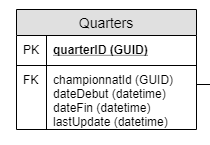 Quarters
PK quarterID (GUID)
FK championnatId (GUID)
dateDebut (datetime)
dateFin (datetime)
lastUpdate (datetime)